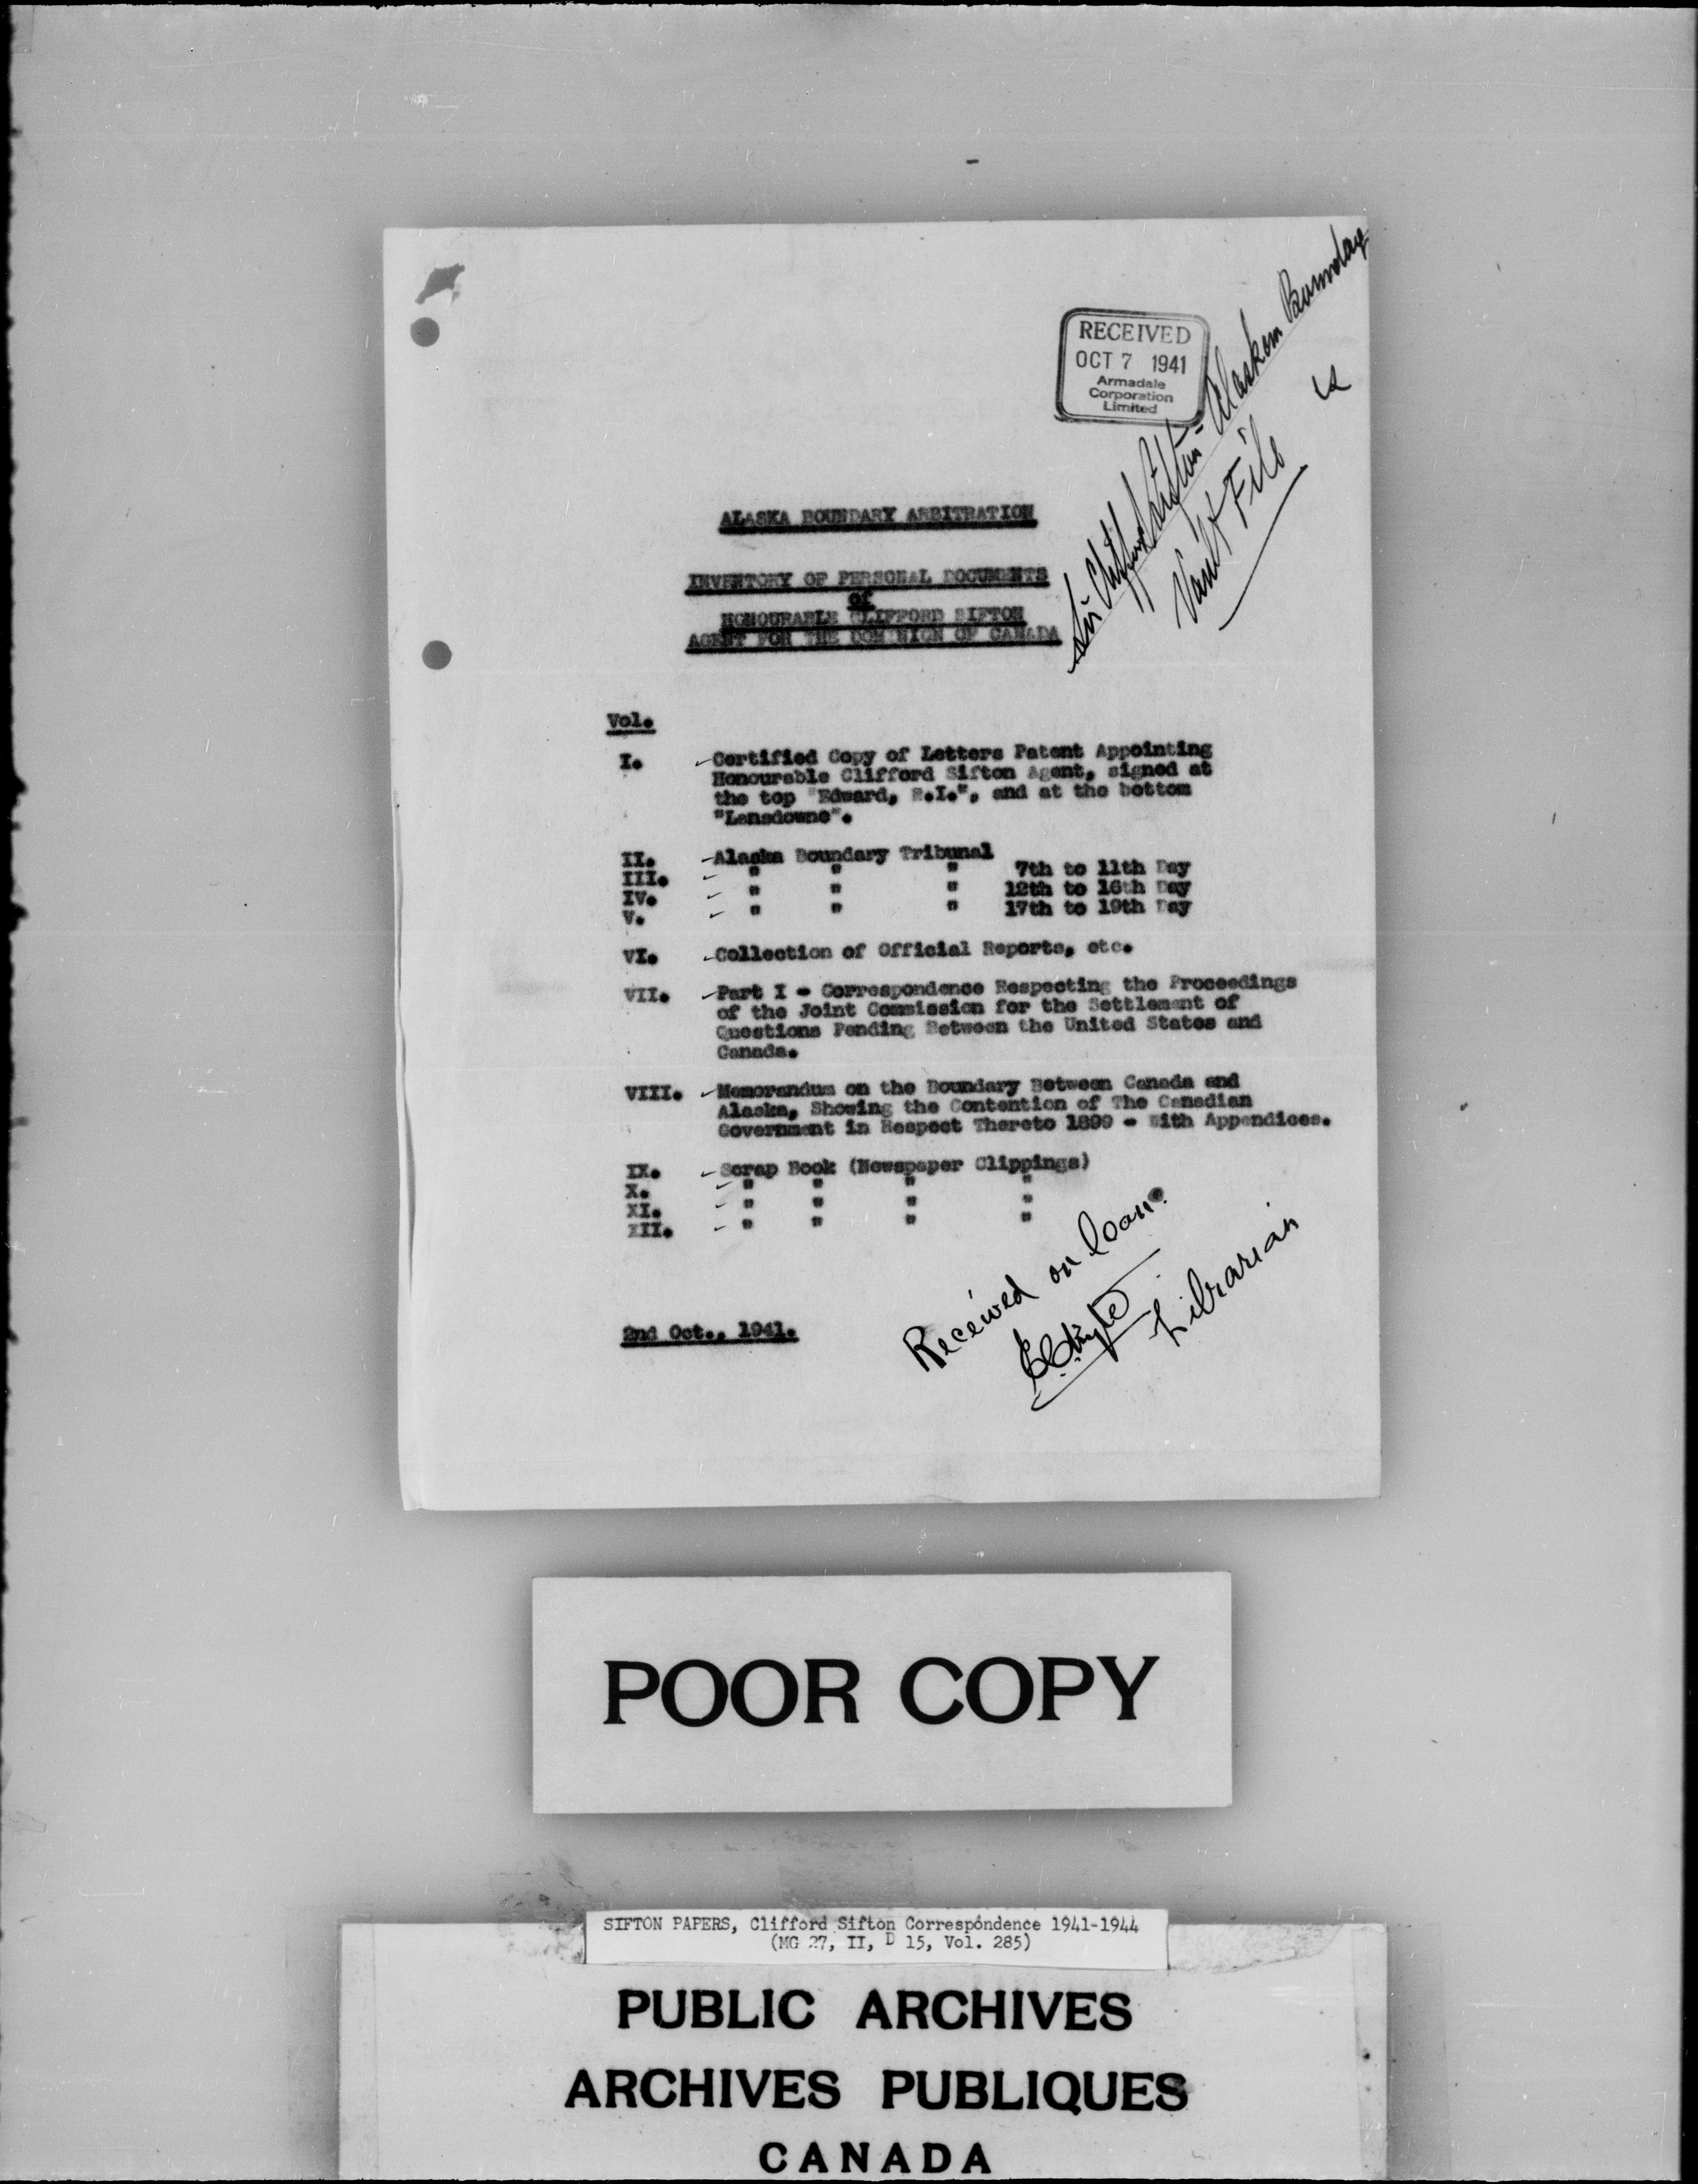 RECEIVED
OCT 7 1941
Armadale
Corporation
Limited
Sir Clifford Sifton - Alaskan Boundary
Vault File
ALASKA BOUNDARY ARBITRATION
INVENTORY OF PERSONAL DOCUMENTS
of
HONOURABLE CLIFFORD SIFTON
AGENT FOR THE DOMINION OF CANADA
Vol.
I. Certified Copy of Letters Patent Appointing
Honourable Clifford Sifton Agent, signed at
the top "Edward, R.I.", and at the bottom
"Lansdowne".
II. Alaska Boundary Tribunal
III. " " " 7th to 11th Day
IV. " " " 12th to 16th Day
V. " " " 17th to 19th Day
VI. Collection of Official Reports, etc.
VII. Part I - Correspondence Respecting the Proceedings
of the Joint Commission for the Settlement of
Questions Pending Between the United States and
Canada.
VIII. Memorandum on the Boundary Between Canada and
Alaska, Showing the Contention of The Canadian
Government in Respect Thereto 1899 - With Appendices.
IX. Scrap Book (Newspaper Clippings)
X. " " " "
XI. " " " "
XII. " " " "
Received on loan.
Librarian
2nd Oct., 1941.
POOR COPY
SIFTON PAPERS, Clifford Sifton Correspondence 1941-1944
(MG 27, II, D 15, Vol. 285)
PUBLIC ARCHIVES
ARCHIVES PUBLIQUES
CANADA